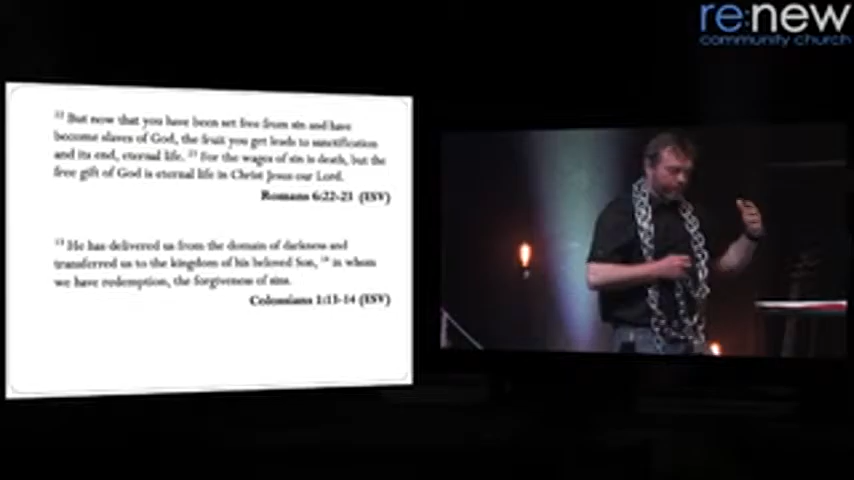 re:new
community church
22 But now that you have been set free from sin and have
become slaves of God, the fruit you get leads to sanctification
and its end, eternal life. 23 For the wages of sin is death, but the
free gift of God is eternal life in Christ Jesus our Lord.
Romans 6:22-23 (ESV)
13 He has delivered us from the domain of darkness and
transferred us to the kingdom of his beloved Son, 14 in whom
we have redemption, the forgiveness of sins.
Colossians 1:13-14 (ESV)